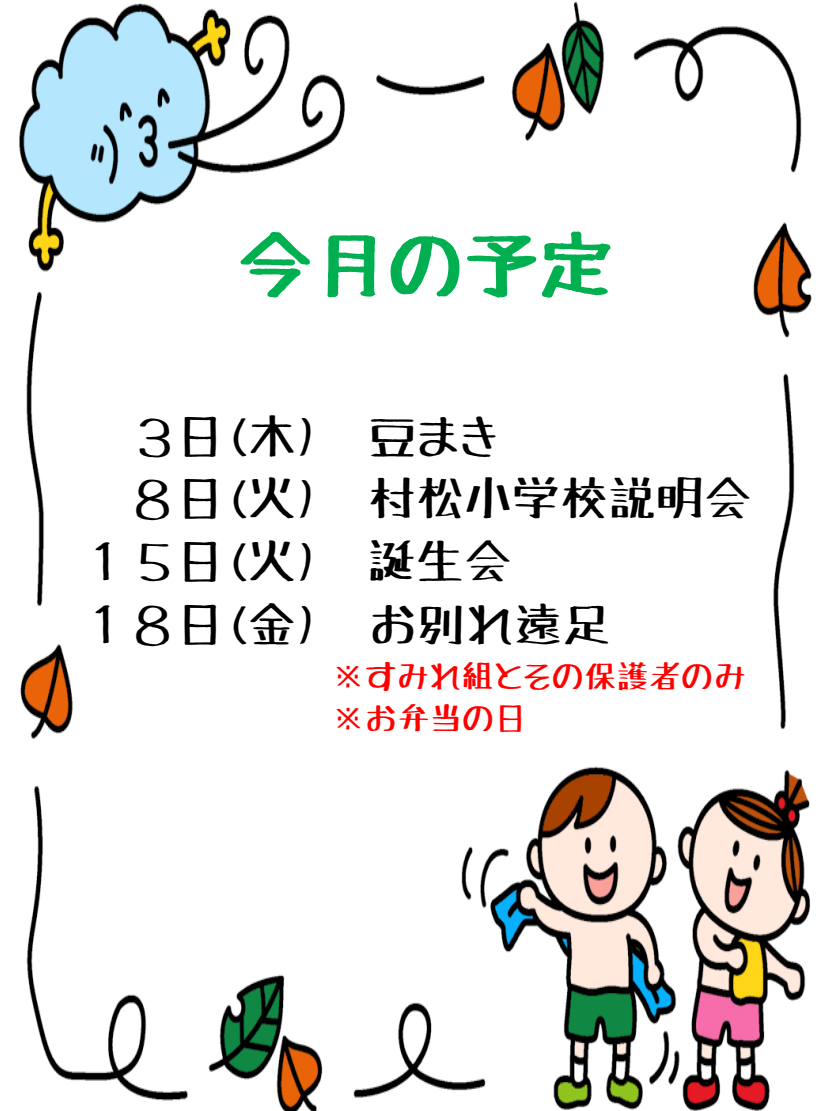 今月の予定
３日(木)　豆まき
８日(火)　村松小学校説明会
１５日(火)　誕生会
１８日(金)　お別れ遠足
※すみれ組とその保護者のみ
※お弁当の日